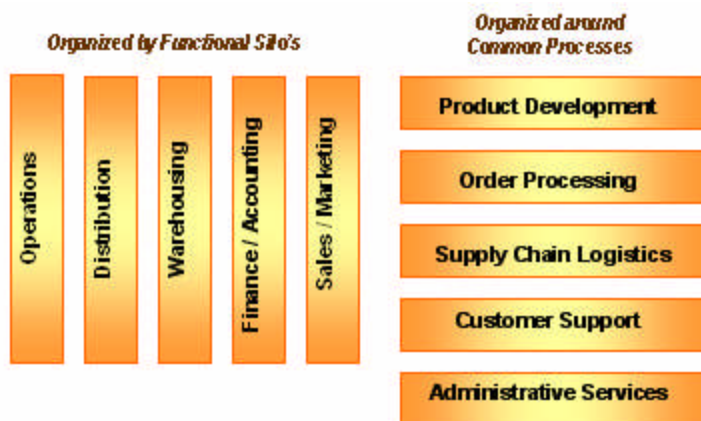 Organized by Functional Silo's
Operations
Distribution
Warehousing
Finance / Accounting
Sales / Marketing
Organized around
Common Processes
Product Development
Order Processing
Supply Chain Logistics
Customer Support
Administrative Services